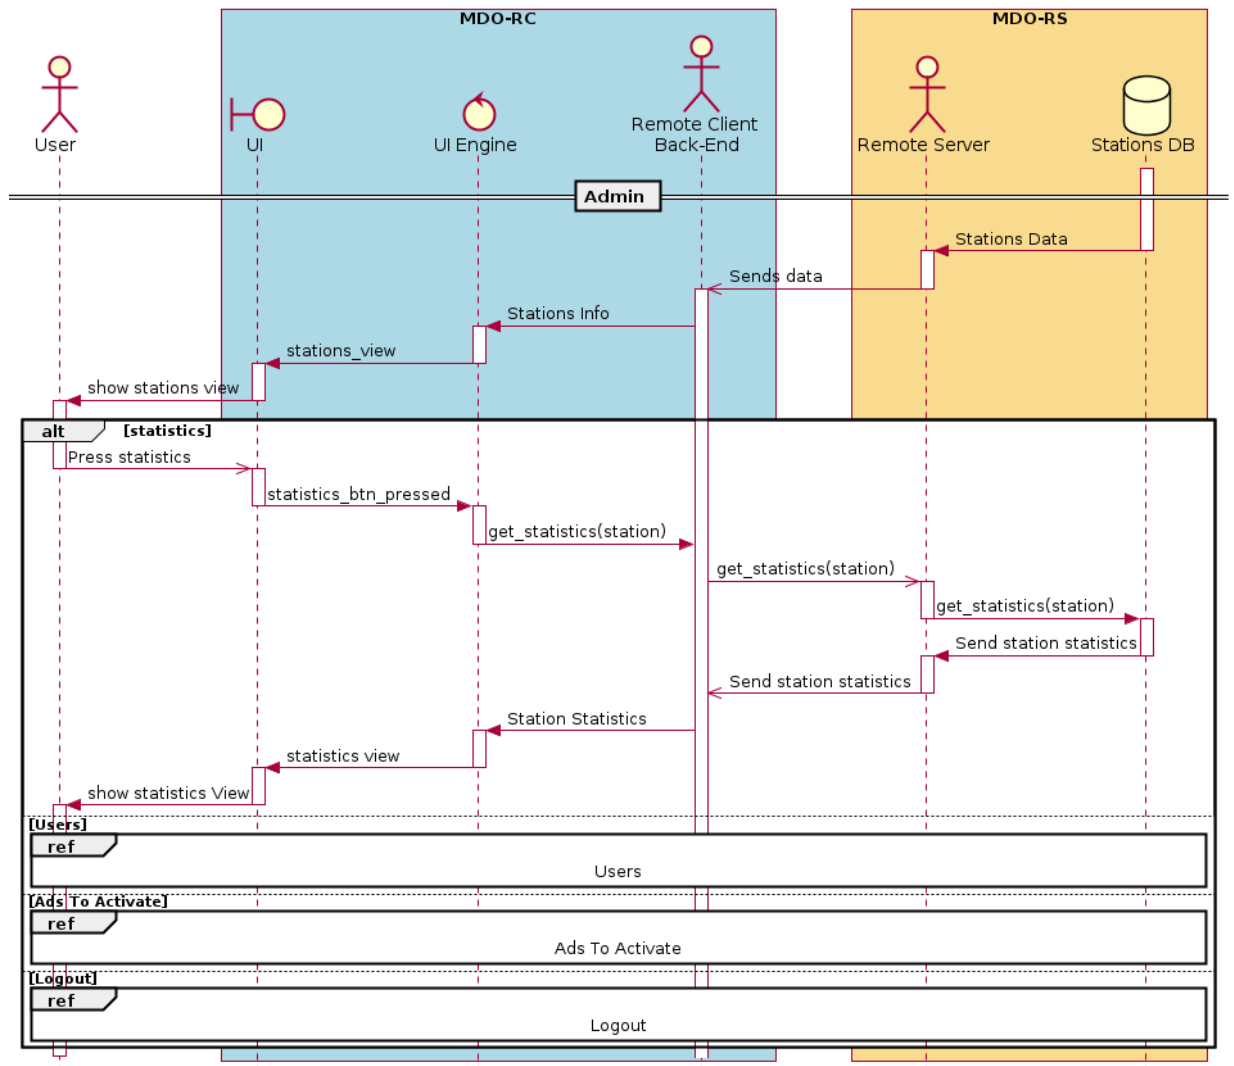 MDO-RC
MDO-RS
User
UI
UI Engine
Remote Client
Back-End
Remote Server
Stations DB
Admin
Stations Data
Sends data
Stations Info
stations_view
show stations view
alt
[statistics]
Press statistics
statistics_btn_pressed
get_statistics(station)
get_statistics(station)
get_statistics(station)
Send station statistics
Send station statistics
Station Statistics
statistics view
show statistics View
[Users]
ref
Users
[Ads To Activate]
ref
Ads To Activate
[Logout]
ref
Logout